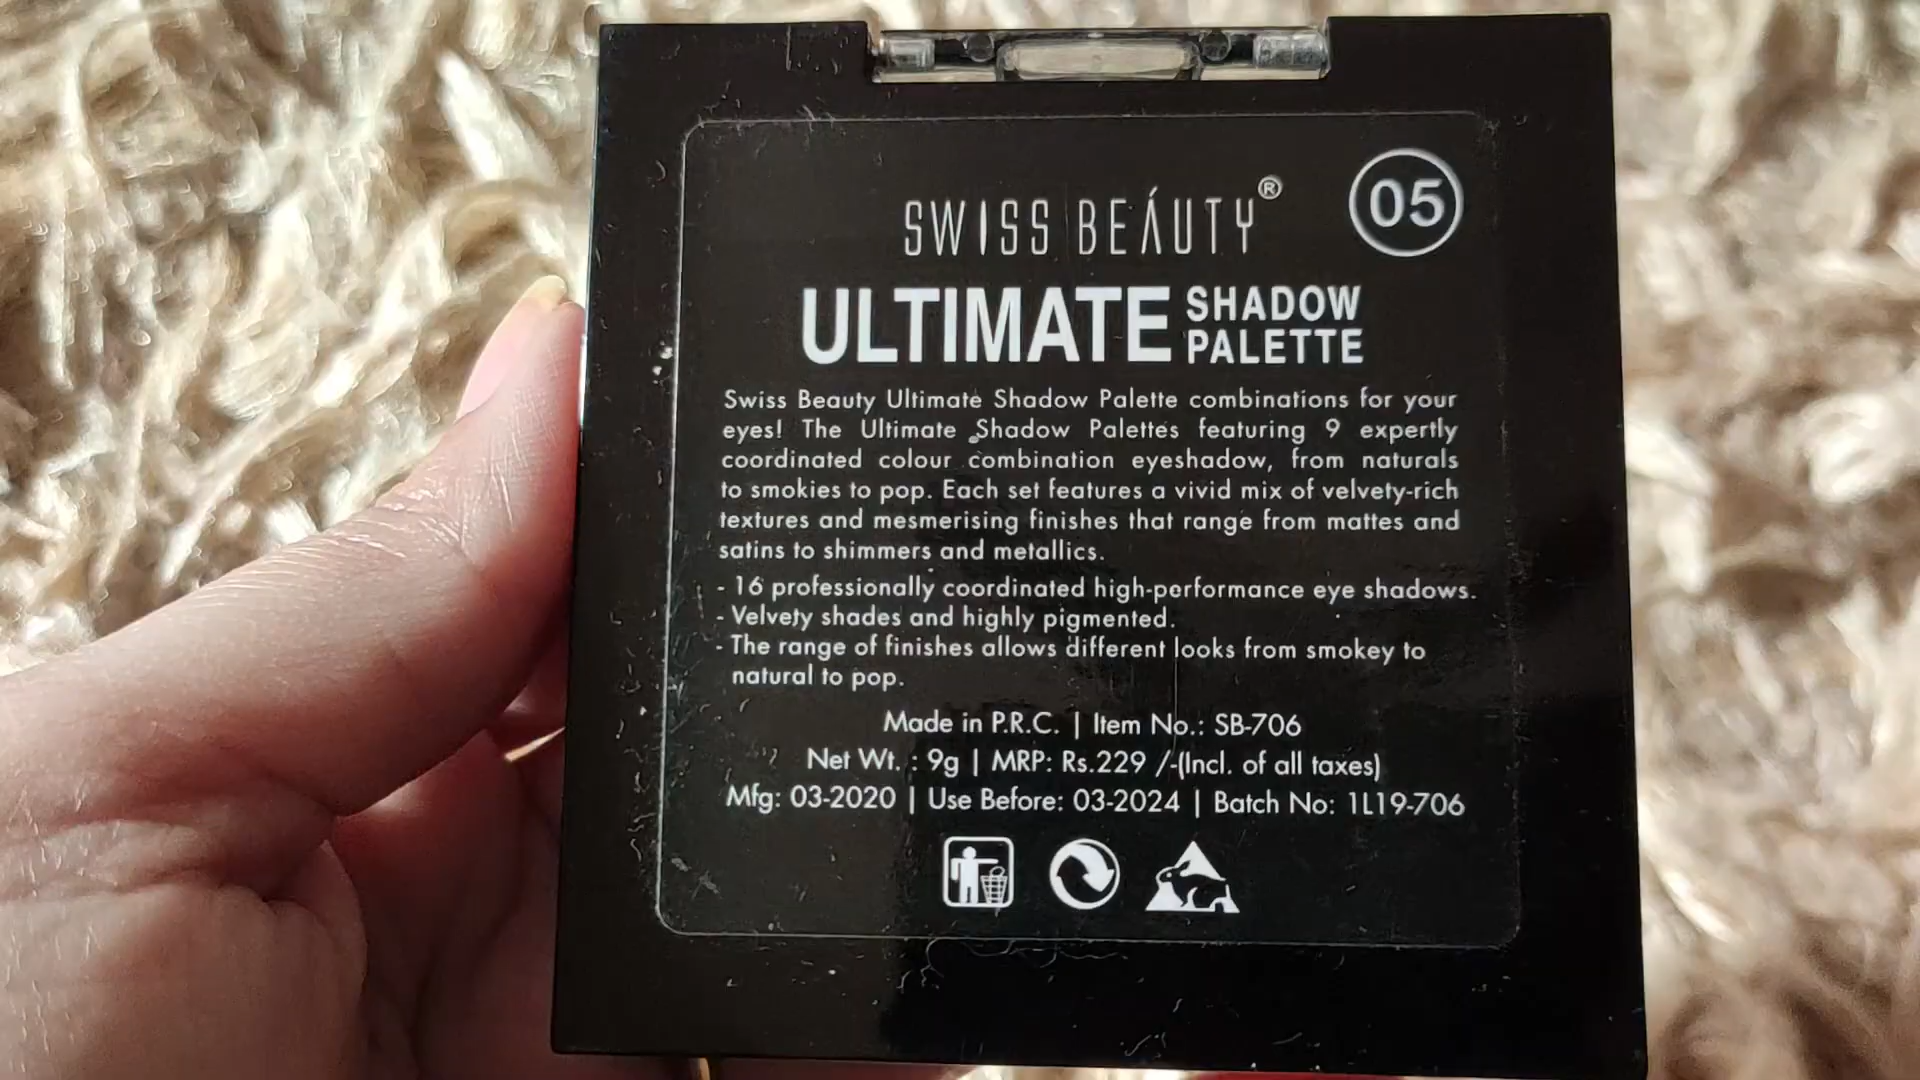 SWISS BEÁUTY®
05
ULTIMATE SHADOW PALETTE
Swiss Beauty Ultimate Shadow Palette combinations for your
eyes! The Ultimate Shadow Palettes featuring 9 expertly
coordinated colour combination eyeshadow, from naturals
to smokies to pop. Each set features a vivid mix of velvety-rich
textures and mesmerising finishes that range from mattes and
satins to shimmers and metallics.
- 16 professionally coordinated high-performance eye shadows.
- Velvety shades and highly pigmented.
- The range of finishes allows different looks from smokey to
natural to pop.
Made in P.R.C. | Item No.: SB-706
Net Wt. : 9g | MRP: Rs.229 /-(Incl. of all taxes)
Mfg: 03-2020 | Use Before: 03-2024 | Batch No: 1L19-706